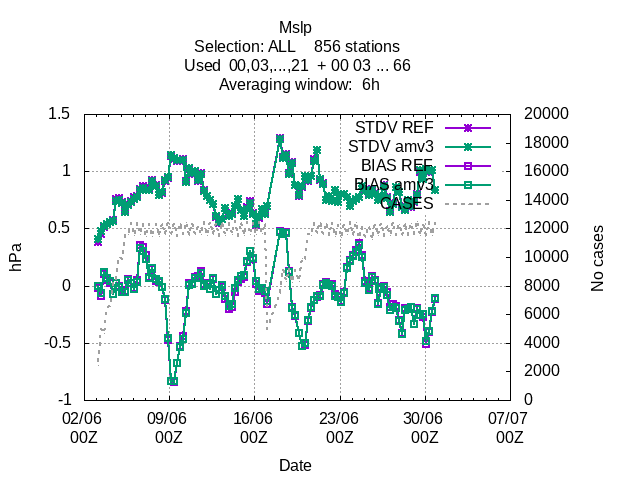 Mslp
Selection: ALL 856 stations
Used 00,03,...,21 + 00 03 ... 66
Averaging window: 6h
1.5
1
0.5
0
-0.5
-1
hPa
20000
18000
16000
14000
12000
10000
8000
6000
4000
2000
0
No cases
STDV REF
STDV amv3
BIAS REF
BIAS amv3
CASES
02/06 09/06 16/06 23/06 30/06 07/07
00Z 00Z 00Z 00Z 00Z 00Z
Date